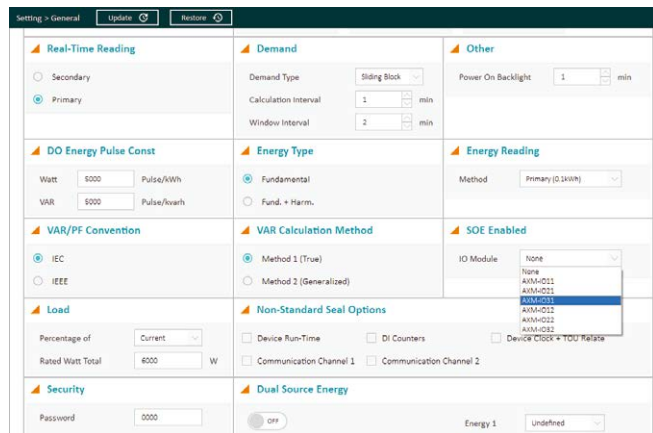 Setting > General
Update
Restore
Real-Time Reading
Secondary
Primary
Demand
Demand Type Sliding Block
Calculation Interval 1 min
Window Interval 2 min
Other
Power On Backlight 1 min
DO Energy Pulse Const
Watt 5000 Pulse/kWh
VAR 5000 Pulse/kvarh
Energy Type
Fundamental
Fund. + Harm.
Energy Reading
Method Primary (0.1kWh)
VAR/PF Convention
IEC
IEEE
VAR Calculation Method
Method 1 (True)
Method 2 (Generalized)
SOE Enabled
IO Module None
None
AXM-IO11
AXM-IO21
AXM-IO31
AXM-IO12
AXM-IO22
AXM-IO32
Load
Percentage of Current
Rated Watt Total 6000 W
Non-Standard Seal Options
Device Run-Time DI Counters Device Clock + TOU Relate
Communication Channel 1 Communication Channel 2
Security
Password 0000
Dual Source Energy
OFF
Energy 1 Undefined